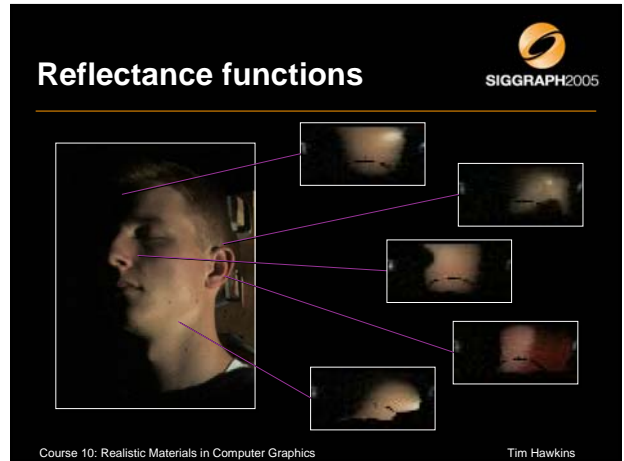 Reflectance functions
SIGGRAPH2005
Course 10: Realistic Materials in Computer Graphics
Tim Hawkins